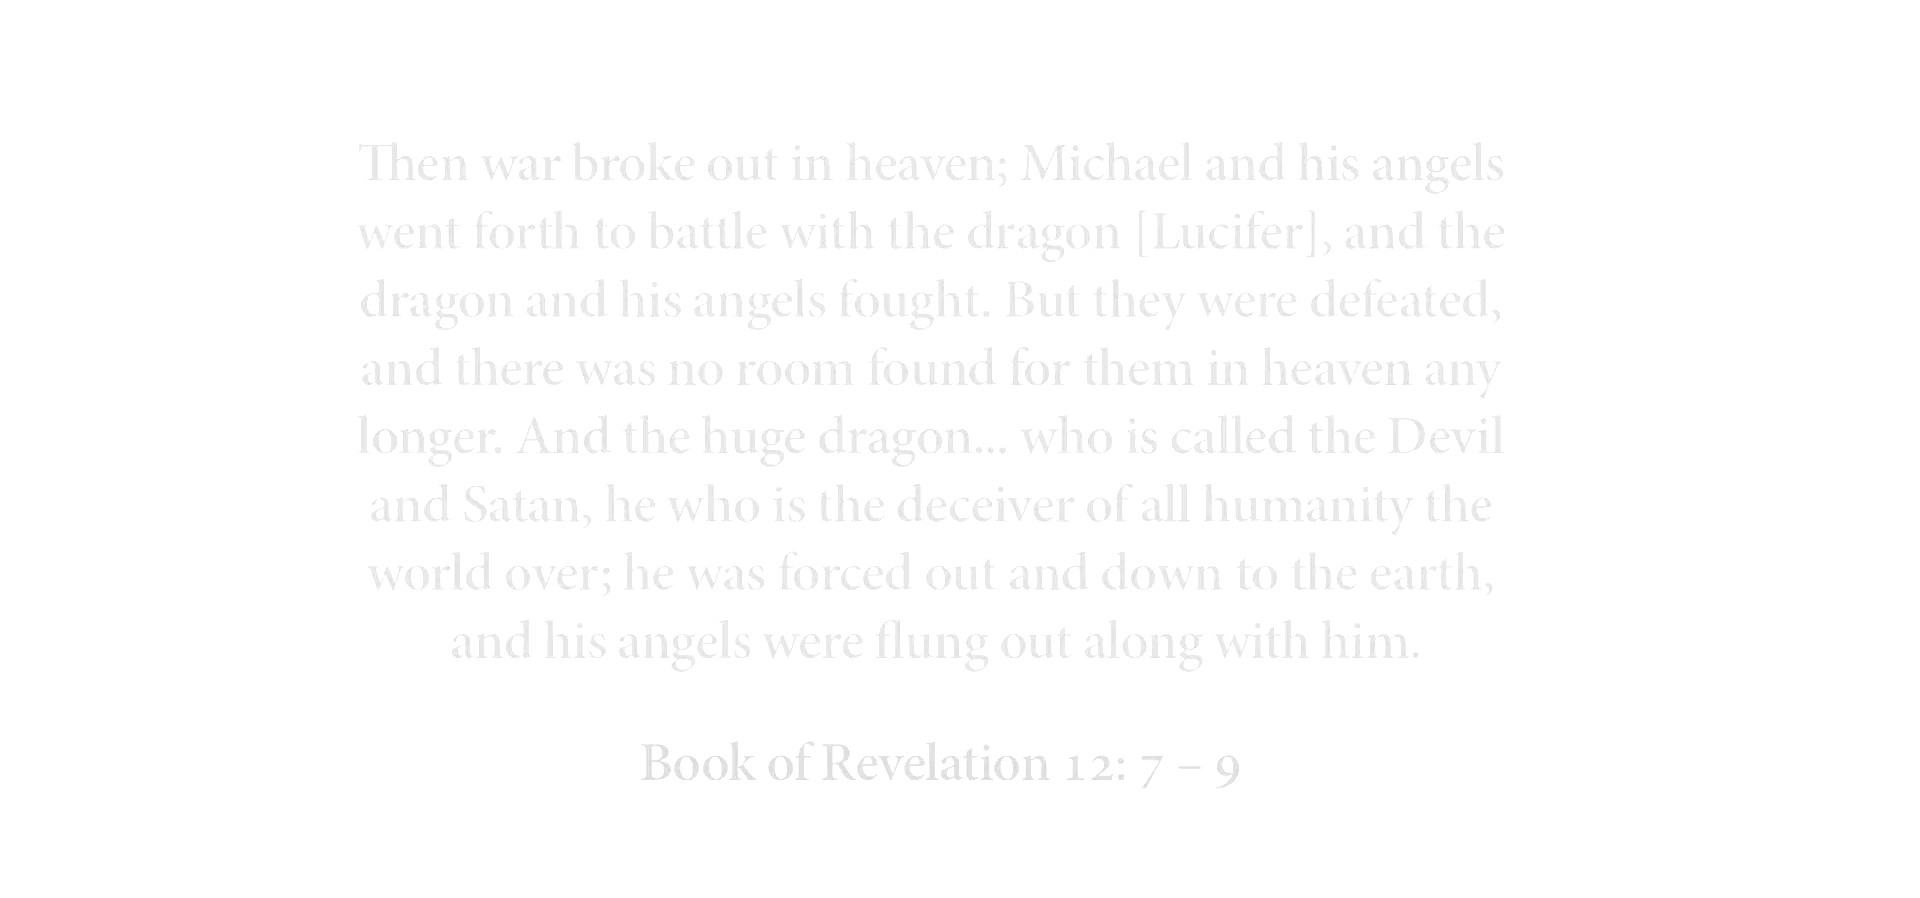 Then war broke out in heaven; Michael and his angels
went forth to battle with the dragon [Lucifer], and the
dragon and his angels fought. But they were defeated,
and there was no room found for them in heaven any
longer. And the huge dragon... who is called the Devil
and Satan, he who is the deceiver of all humanity the
world over; he was forced out and down to the earth,
and his angels were flung out along with him.
Book of Revelation 12: 7 – 9